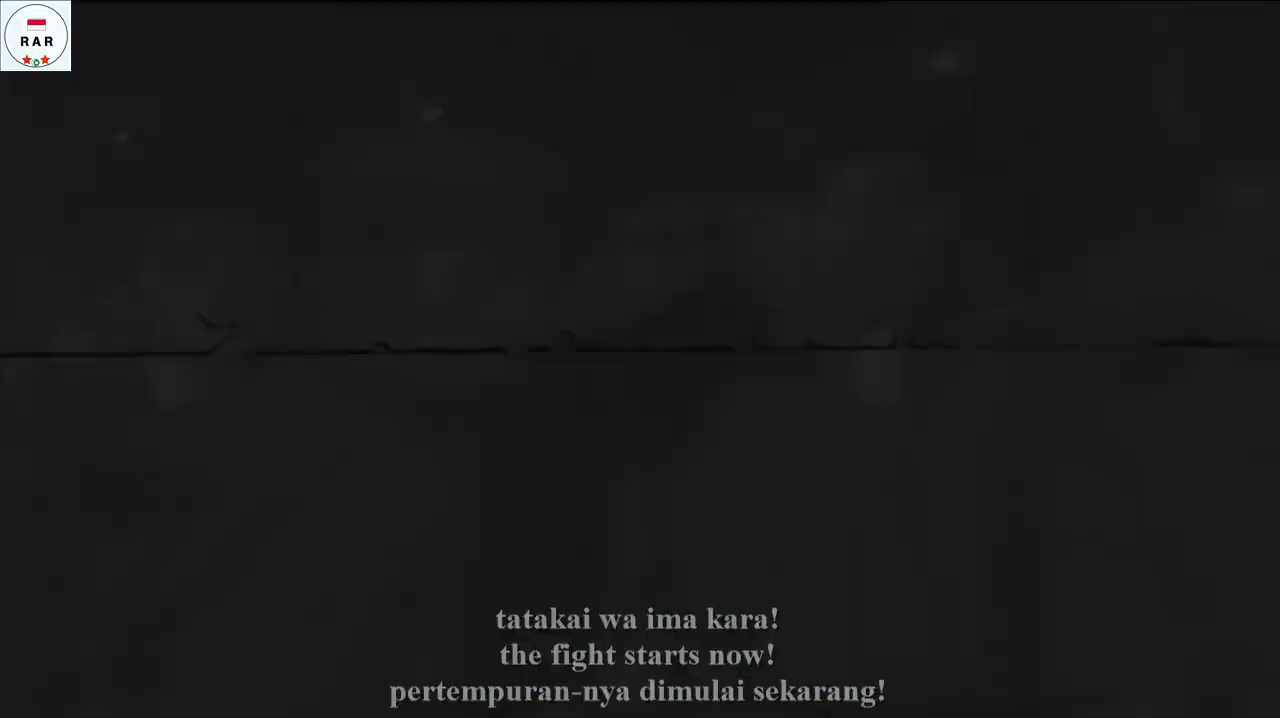 RAR
tatakai wa ima kara!
the fight starts now!
pertempuran-nya dimulai sekarang!